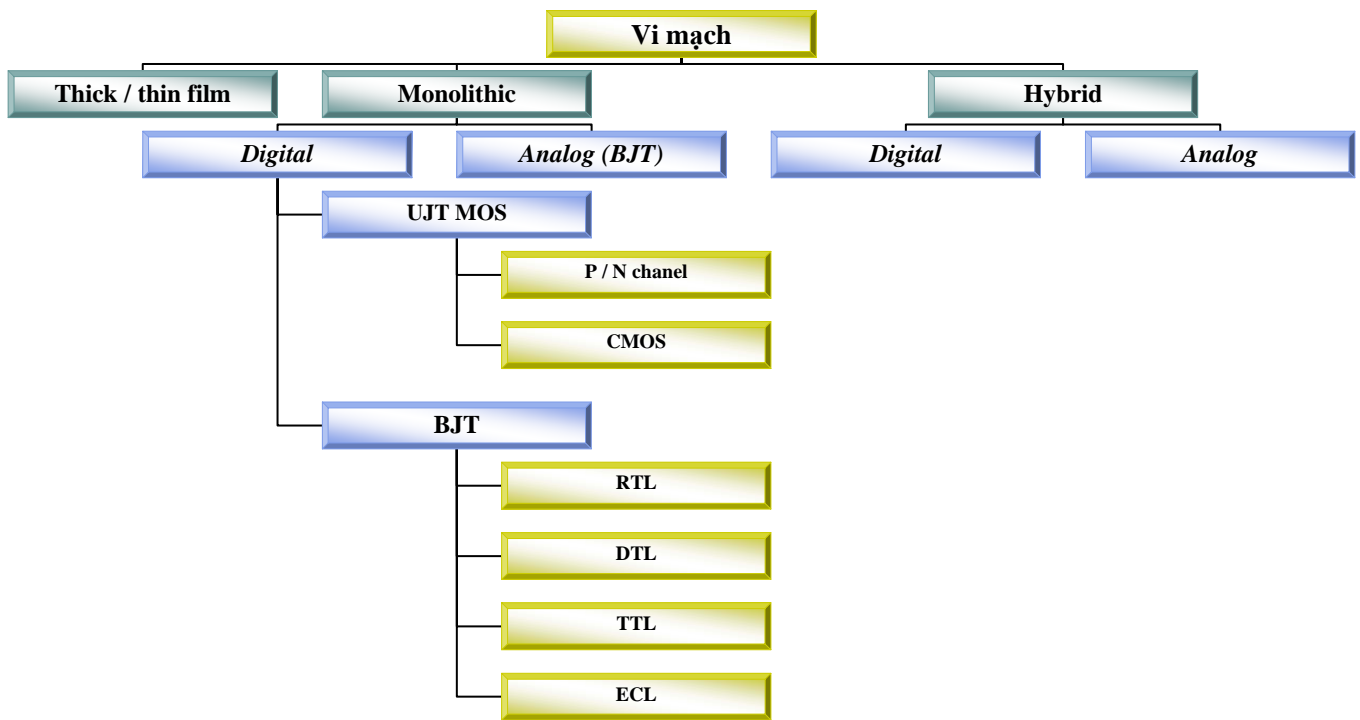 Vi mạch
Thick / thin film
Monolithic
Hybrid
Digital
Analog (BJT)
Digital
Analog
UJT MOS
P / N chanel
CMOS
BJT
RTL
DTL
TTL
ECL